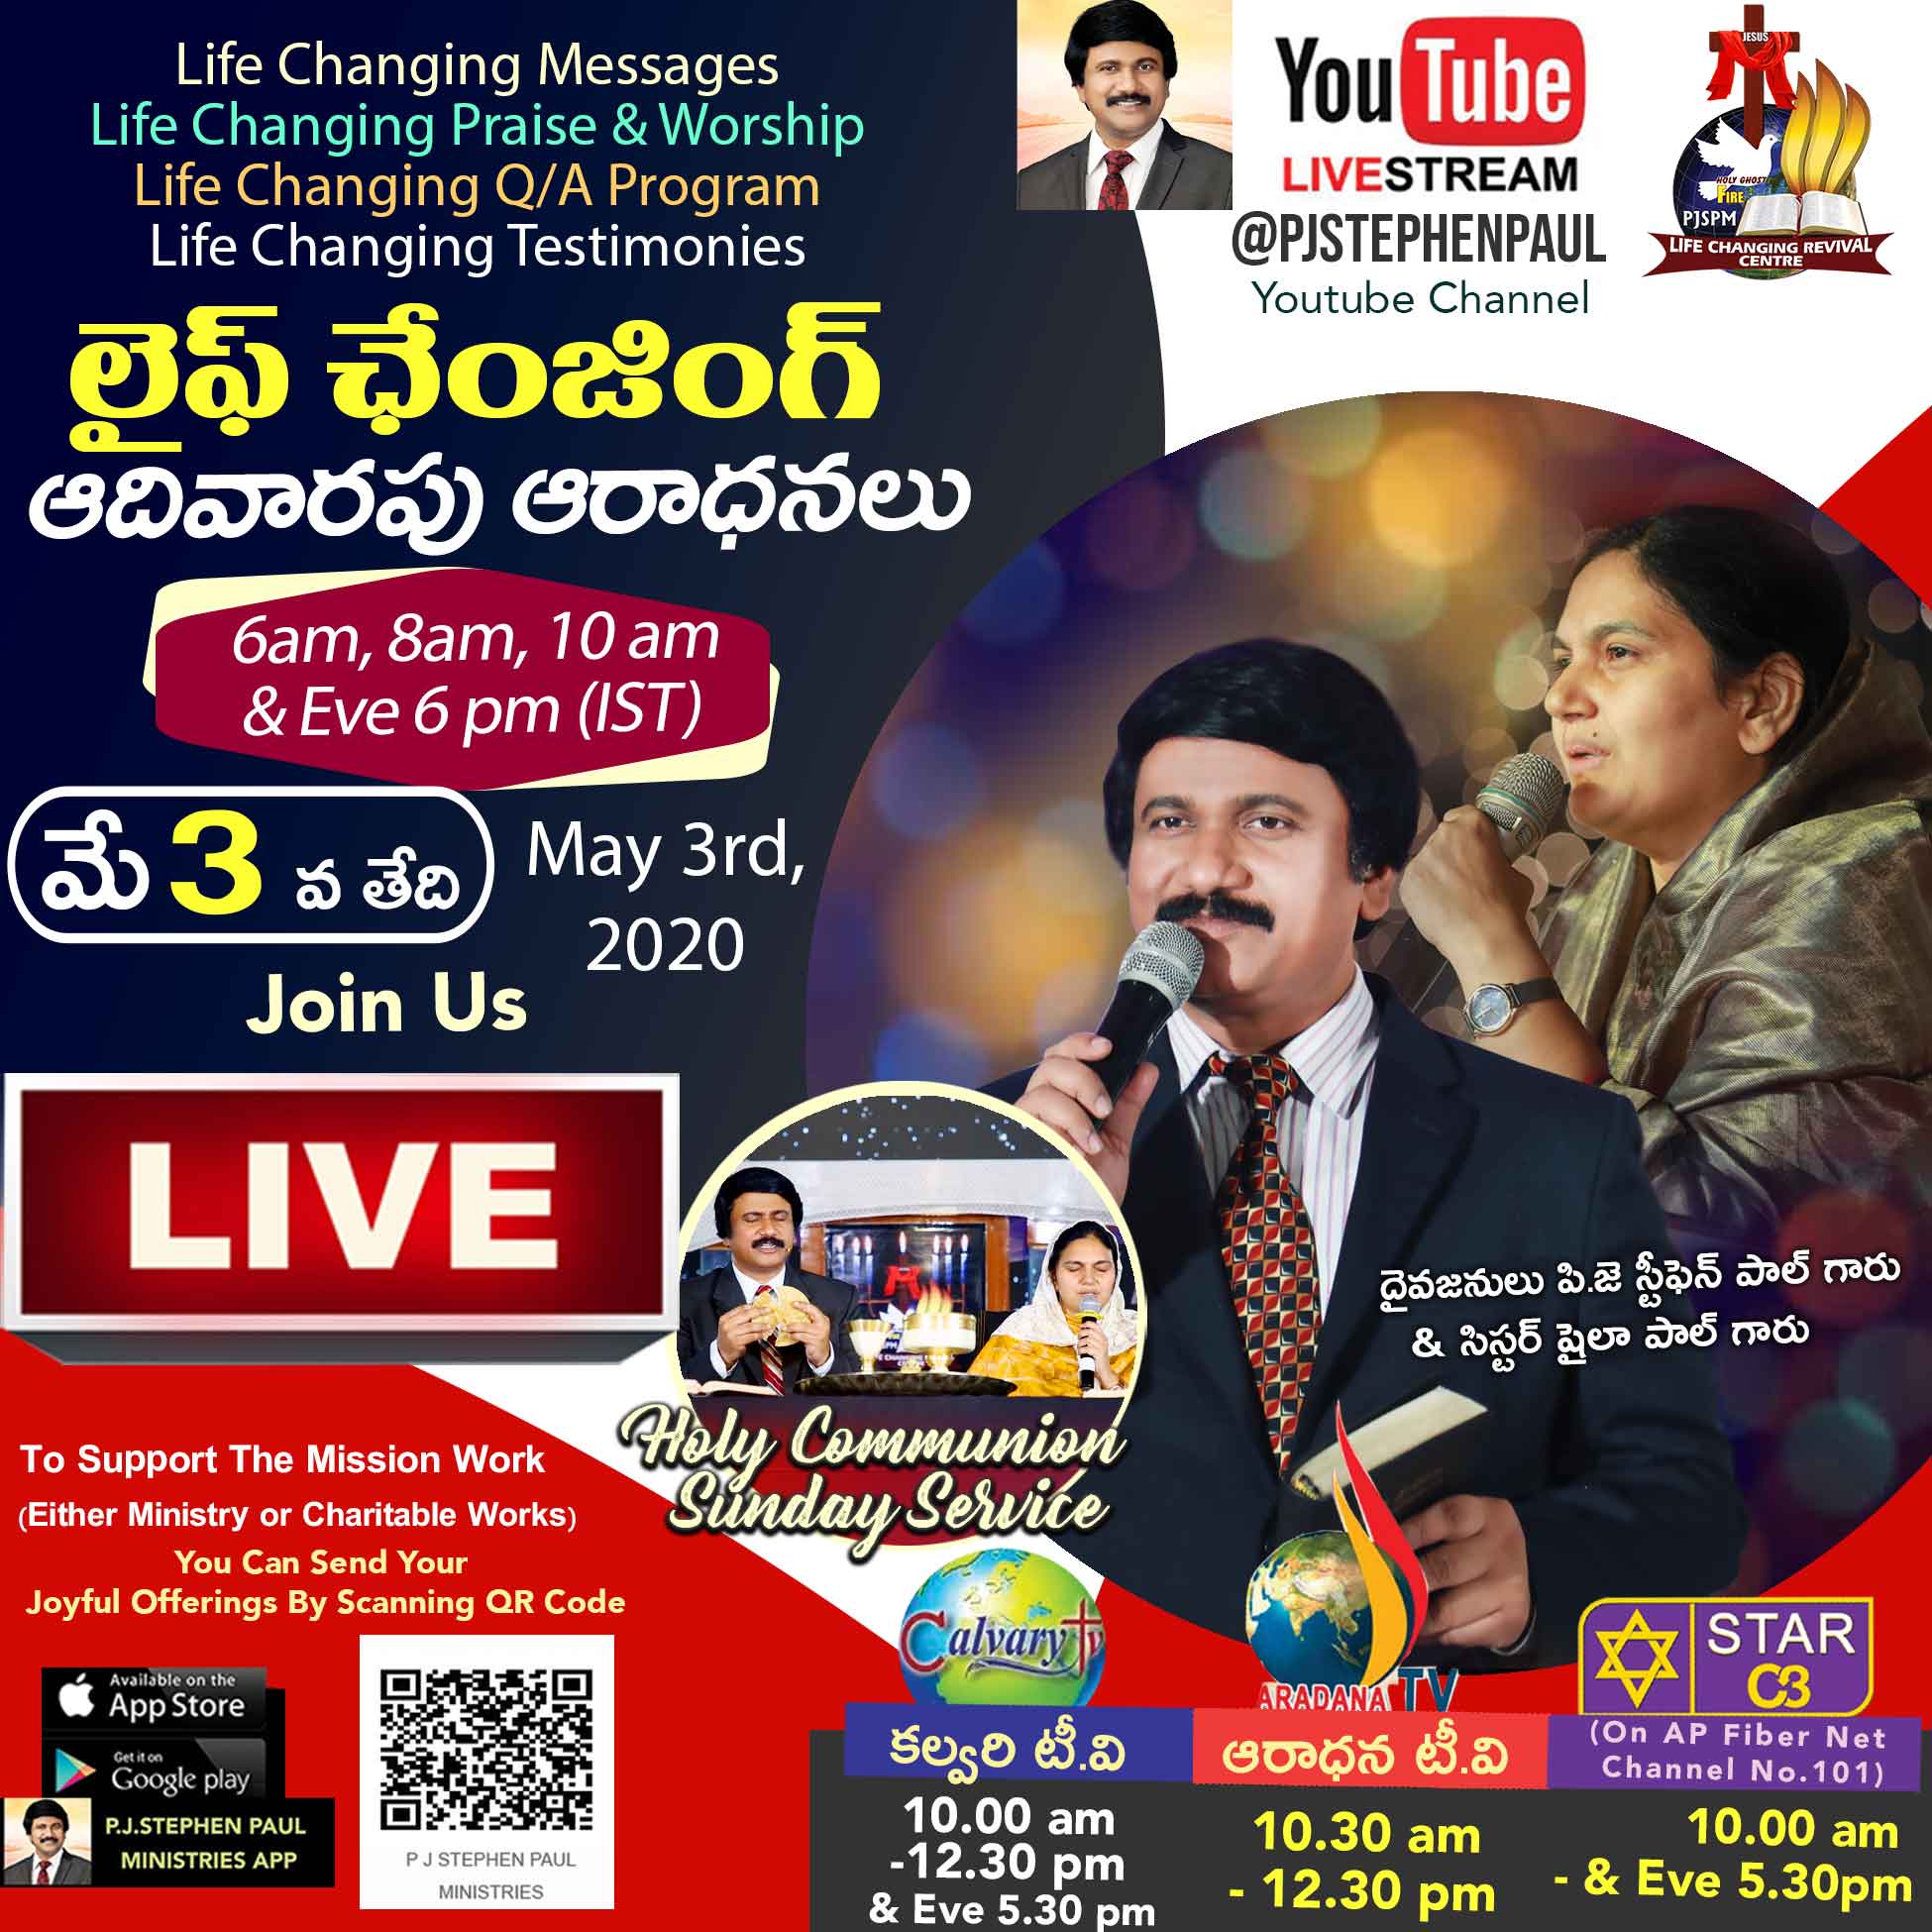 Life Changing Messages
Life Changing Praise & Worship
Life Changing Q/A Program
Life Changing Testimonies
లైఫ్ ఛేంజింగ్
ఆదివారపు ఆరాధనలు
6am, 8am, 10 am
& Eve 6 pm (IST)
మే 3 వ తేది
May 3rd,
2020
Join Us
LIVE
YouTube
LIVESTREAM
@PJSTEPHENPAUL
Youtube Channel
JESUS
HOLY GHOST
FIRE
PJSPM
LIFE CHANGING REVIVAL
CENTRE
దైవజనులు పి.జె స్టీఫెన్ పాల్ గారు
& సిస్టర్ షైలా పాల్ గారు
Holy Communion
Sunday Service
To Support The Mission Work
(Either Ministry or Charitable Works)
You Can Send Your
Joyful Offerings By Scanning QR Code
Available on the
App Store
Get it on
Google play
P.J.STEPHEN PAUL
MINISTRIES APP
P J STEPHEN PAUL
MINISTRIES
Calvary tv
కల్వరి టీ.వి
10.00 am
-12.30 pm
& Eve 5.30 pm
ARADANA TV
ఆరాధన టీ.వి
10.30 am
- 12.30 pm
STAR
C3
(On AP Fiber Net
Channel No.101)
10.00 am
- & Eve 5.30pm